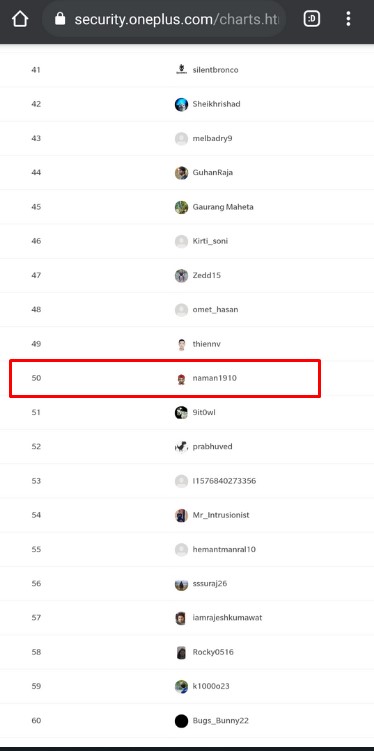 :D
security.oneplus.com/charts.ht
41 silentbronco
42 Sheikhrishad
43 melbadry9
44 GuhanRaja
45 Gaurang Maheta
46 Kirti_soni
47 Zedd15
48 omet_hasan
49 thiennv
50 naman1910
51 9it0wl
52 prabhuved
53 I1576840273356
54 Mr_Intrusionist
55 hemantmanral10
56 sssuraj26
57 iamrajeshkumawat
58 Rocky0516
59 k1000o23
60 Bugs_Bunny22